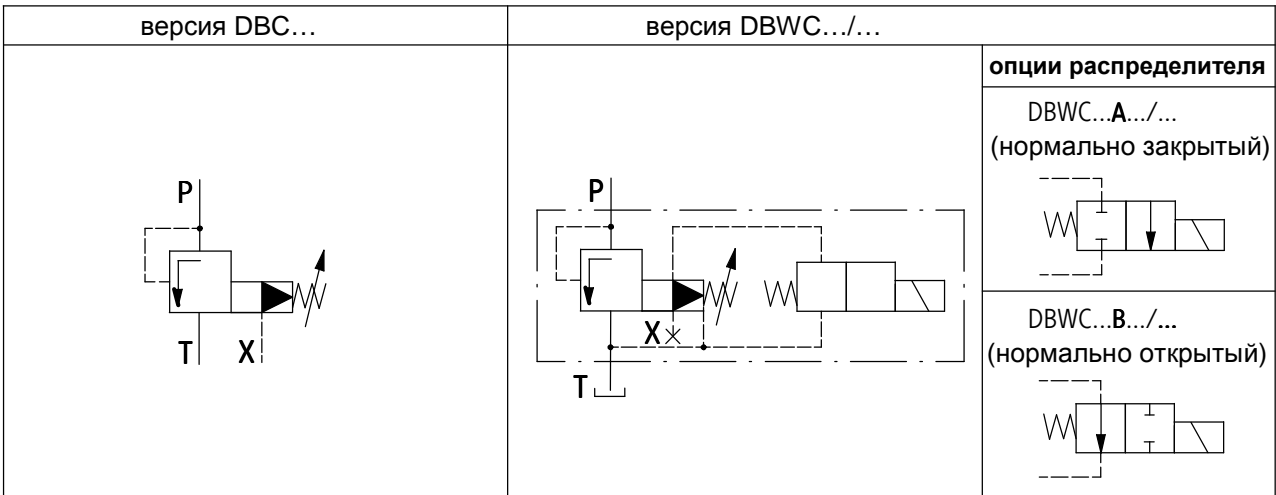 версия DBC…
версия DBWC…/…
опции распределителя
DBWC...A.../...
(нормально закрытый)
P
T
X
P
X
T
DBWC...B.../...
(нормально открытый)